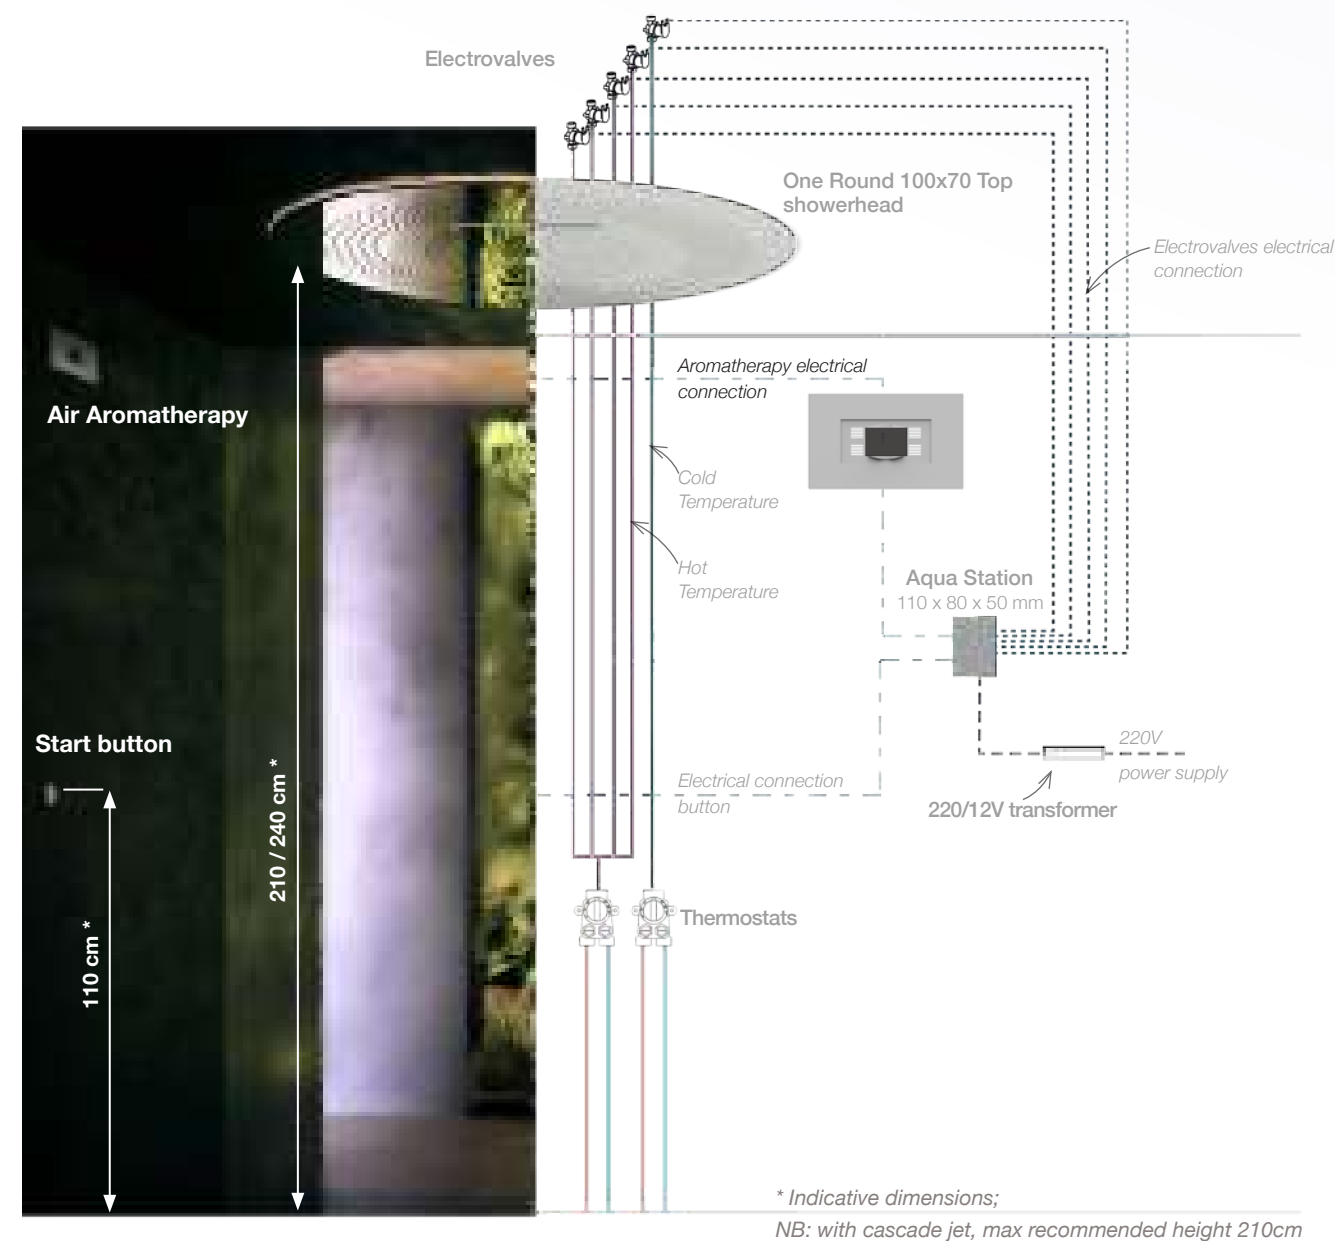 Electrovalves
One Round 100x70 Top
showerhead
Electrovalves electrical
connection
Aromatherapy electrical
connection
Air Aromatherapy
Cold
Temperature
Hot
Temperature
Aqua Station
110 x 80 x 50 mm
Start button
220V
power supply
Electrical connection
button
220/12V transformer
210 / 240 cm *
110 cm *
Thermostats
* Indicative dimensions;
NB: with cascade jet, max recommended height 210cm